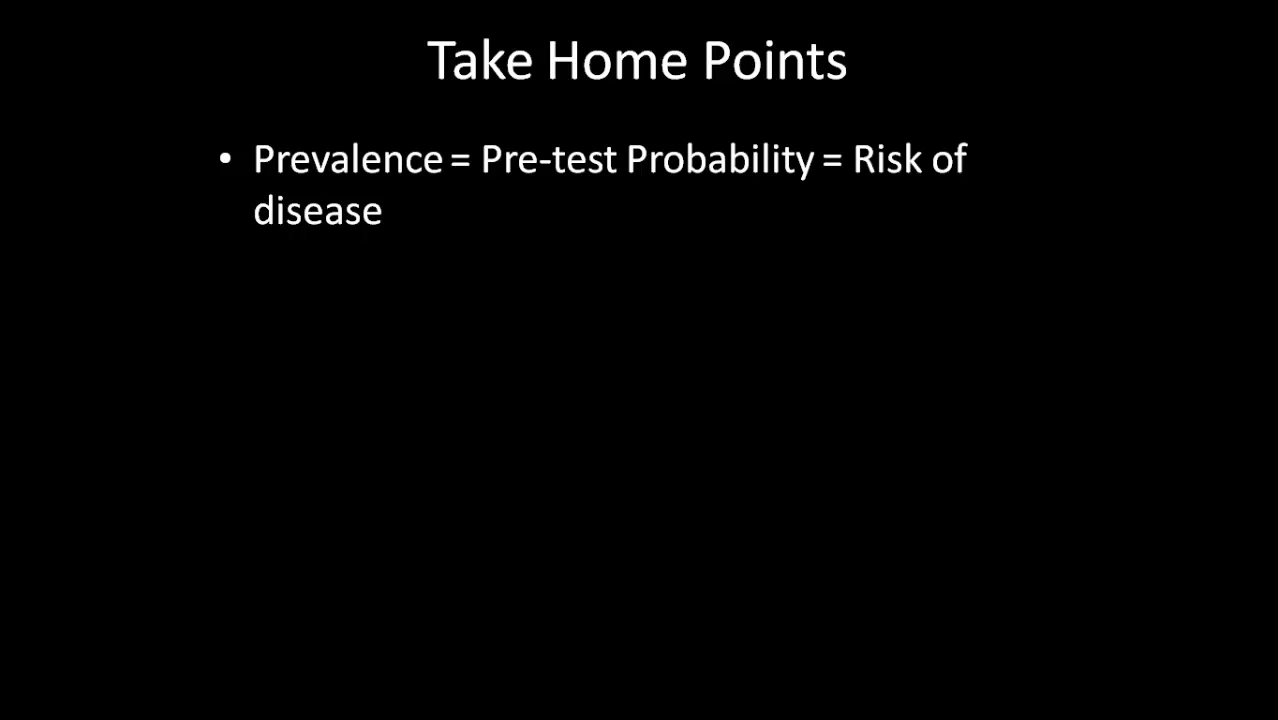 Take Home Points
• Prevalence = Pre-test Probability = Risk of
disease